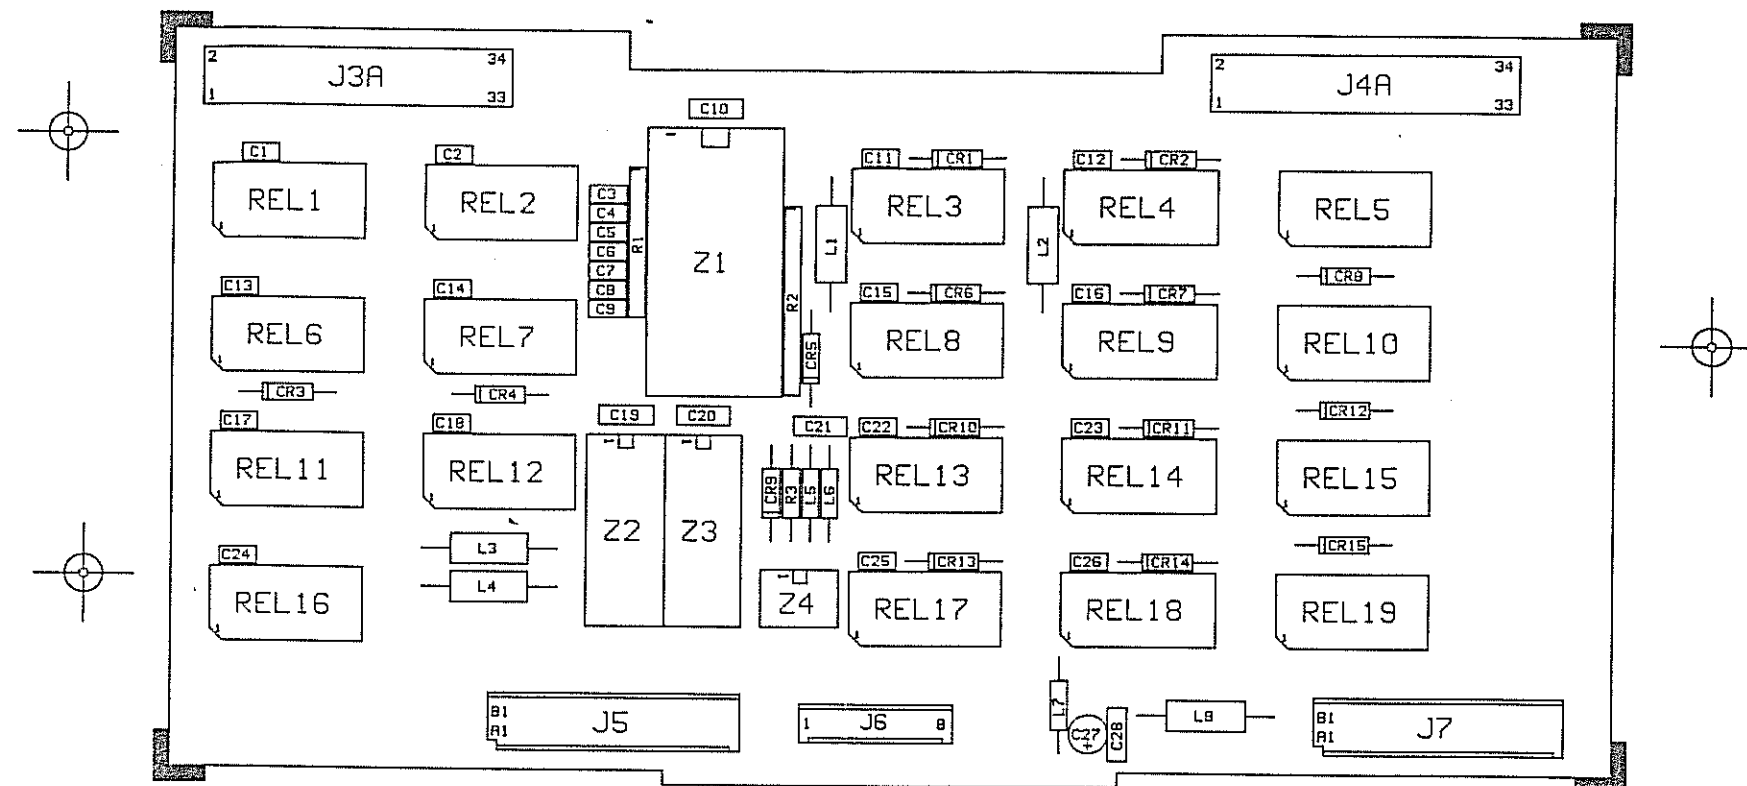 2 34
J3A
1 33
2 34
J4A
1 33
C10
C1
C2
C11
CR1
C12
CR2
REL1
REL2
C3
C4
C5
C6
C7
C8
C9
R1
Z1
R2
L1
REL3
L2
REL4
REL5
CR8
C13
C14
C15
CR6
C16
CR7
REL6
REL7
CR5
REL8
REL9
REL10
CR3
CR4
CR12
C17
C18
C19
C20
C21
C22
CR10
C23
CR11
REL11
REL12
Z2
Z3
CR9
R3
L5
L6
REL13
REL14
REL15
L3
L4
CR15
C24
C25
CR13
C26
CR14
REL16
Z4
REL17
REL18
REL19
B1
A1
J5
1 J6 8
L7
C27
+
C28
L8
B1
A1
J7